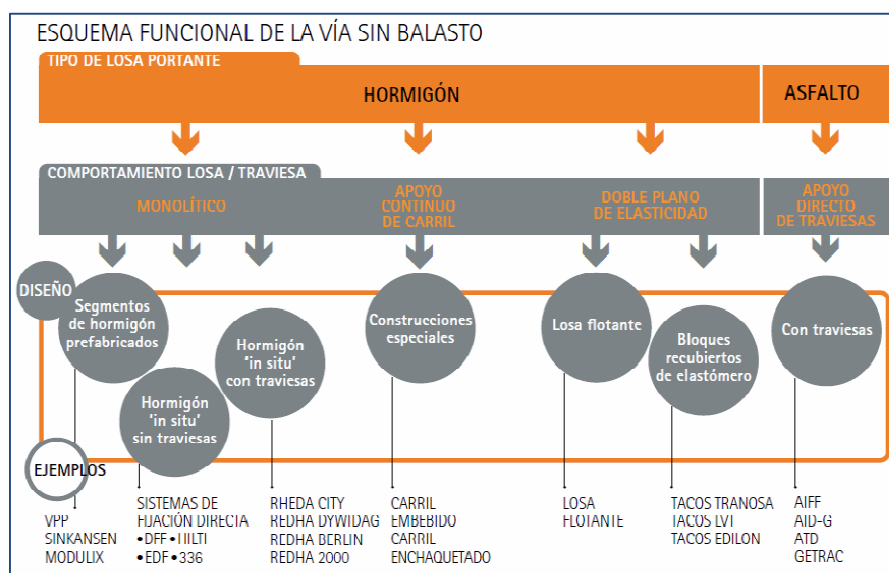 ESQUEMA FUNCIONAL DE LA VÍA SIN BALASTO
TIPO DE LOSA PORTANTE
HORMIGÓN
ASFALTO
COMPORTAMIENTO LOSA / TRAVIESA
MONOLÍTICO
APOYO
CONTINUO
DE CARRIL
DOBLE PLANO
DE ELASTICIDAD
APOYO
DIRECTO
DE TRAVIESAS
DISEÑO
Segmentos
de hormigón
prefabricados
Hormigón
'in situ'
sin traviesas
Hormigón
'in situ'
con traviesas
Construcciones
especiales
Losa flotante
Bloques
recubiertos
de elastómero
Con traviesas
EJEMPLOS
VPP
SINKANSEN
MODULIX
SISTEMAS DE
FIJACIÓN DIRECTA
•DFF •HILTI
•EDF •336
RHEDA CITY
REDHA DYWIDAG
REDHA BERLIN
REDHA 2000
CARRIL
EMBEBIDO
CARRIL
ENCHAQUETADO
LOSA
FLOTANTE
TACOS TRANOSA
TACOS LVT
TACOS EDILON
AIFF
AID-G
ATD
GETRAC